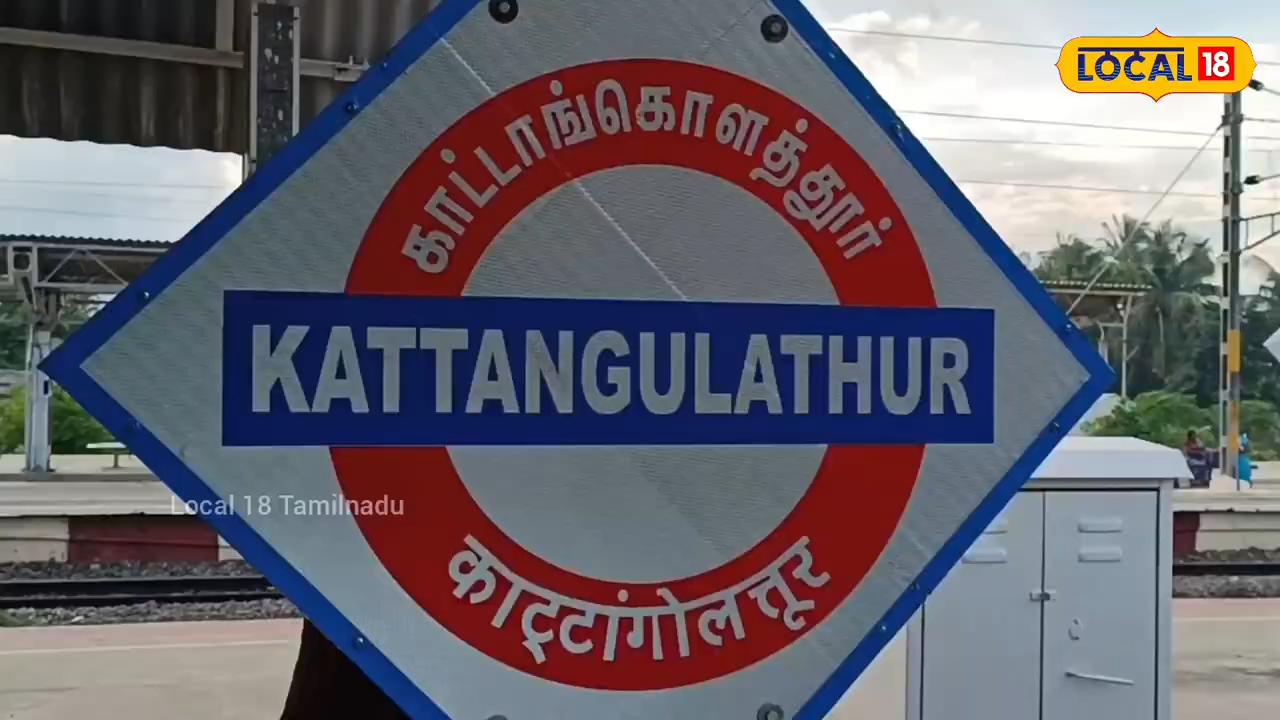 LOCAL 18
காட்டாங்கொளத்தூர்
KATTANGULATHUR
Local 18 Tamilnadu
काट्टांगोलत्तूर